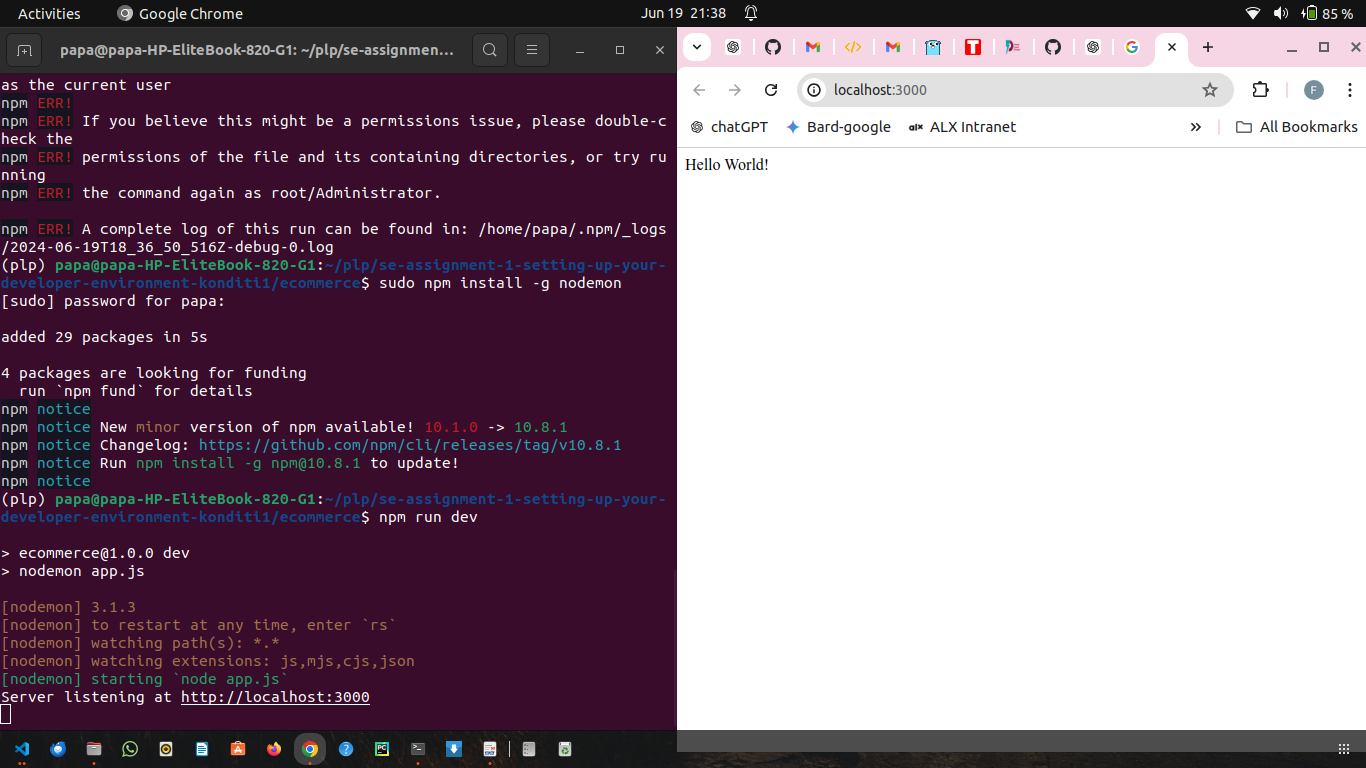 Activities
Google Chrome
Jun 19 21:38
85 %
papa@papa-HP-EliteBook-820-G1: ~/plp/se-assignmen...
as the current user
npm ERR!
npm ERR! If you believe this might be a permissions issue, please double-c
heck the
npm ERR! permissions of the file and its containing directories, or try ru
nning
npm ERR! the command again as root/Administrator.
npm ERR! A complete log of this run can be found in: /home/papa/.npm/_logs
/2024-06-19T18_36_50_516Z-debug-0.log
(plp) papa@papa-HP-EliteBook-820-G1:~/plp/se-assignment-1-setting-up-your-
developer-environment-konditi1/ecommerce$ sudo npm install -g nodemon
[sudo] password for papa:
added 29 packages in 5s
4 packages are looking for funding
  run `npm fund` for details
npm notice
npm notice New minor version of npm available! 10.1.0 -> 10.8.1
npm notice Changelog: https://github.com/npm/cli/releases/tag/v10.8.1
npm notice Run npm install -g npm@10.8.1 to update!
npm notice
(plp) papa@papa-HP-EliteBook-820-G1:~/plp/se-assignment-1-setting-up-your-
developer-environment-konditi1/ecommerce$ npm run dev
> ecommerce@1.0.0 dev
> nodemon app.js
[nodemon] 3.1.3
[nodemon] to restart at any time, enter `rs`
[nodemon] watching path(s): *.*
[nodemon] watching extensions: js,mjs,cjs,json
[nodemon] starting `node app.js`
Server listening at http://localhost:3000
localhost:3000
F
chatGPT
Bard-google
alx ALX Intranet
All Bookmarks
Hello World!